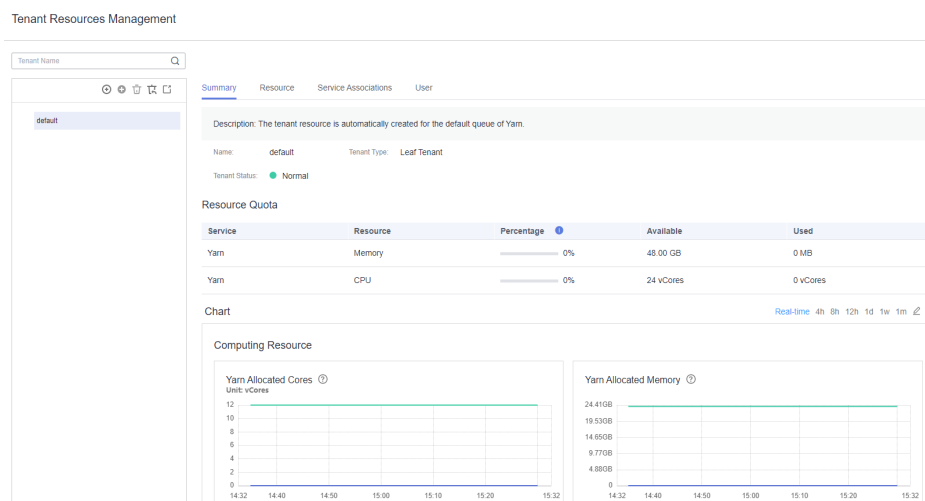 Tenant Resources Management
Tenant Name
Summary Resource Service Associations User
default
Description: The tenant resource is automatically created for the default queue of Yarn.
Name: default Tenant Type: Leaf Tenant
Tenant Status: Normal
Resource Quota
Service Resource Percentage Available Used
Yarn Memory 0% 48.00 GB 0 MB
Yarn CPU 0% 24 vCores 0 vCores
Chart Real-time 4h 8h 12h 1d 1w 1m
Computing Resource
Yarn Allocated Cores Yarn Allocated Memory
Unit: vCores
12 24.41GB
10 19.53GB
8 14.65GB
6 9.77GB
4 4.88GB
2
0 0
14:32 14:40 14:50 15:00 15:10 15:20 15:32 14:32 14:40 14:50 15:00 15:10 15:20 15:32